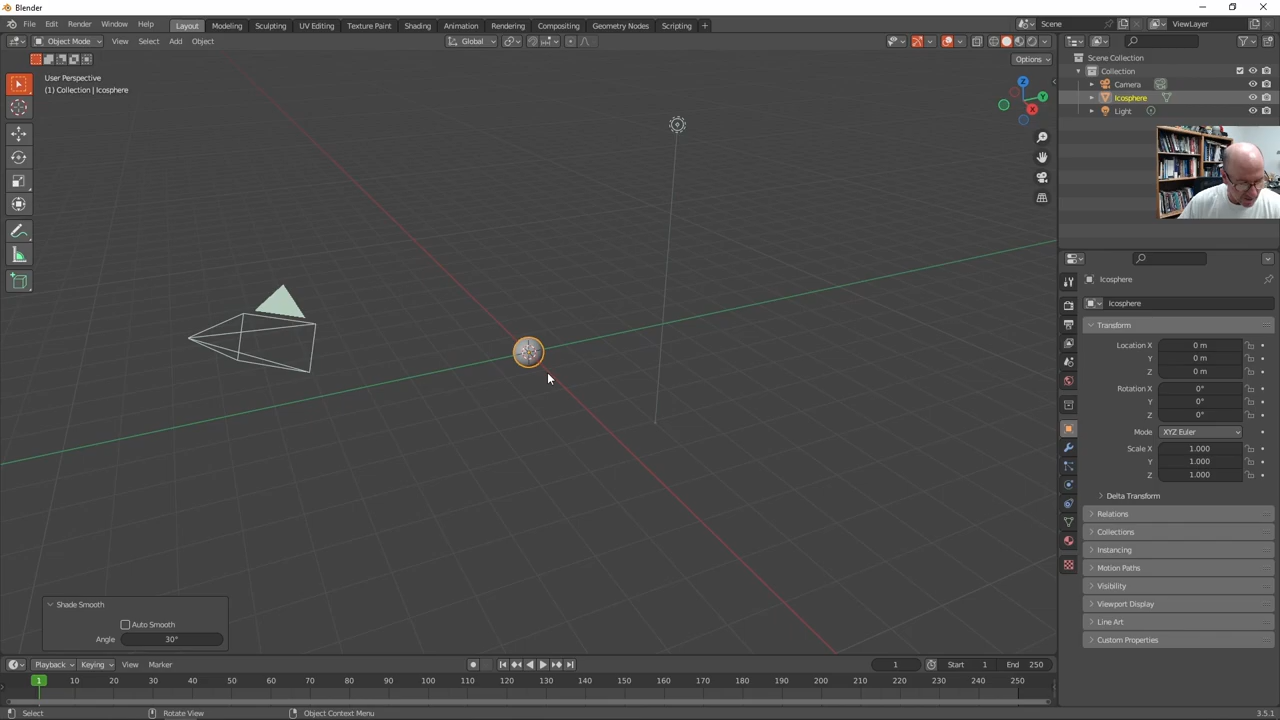 Blender
File Edit Render Window Help
Layout Modeling Sculpting UV Editing Texture Paint Shading Animation Rendering Compositing Geometry Nodes Scripting +
Scene
ViewLayer
Object Mode View Select Add Object
Global
Options
User Perspective
(1) Collection | Icosphere
Z
Y
X
Scene Collection
Collection
Camera
Icosphere
Light
Icosphere
Icosphere
Transform
Location X 0 m
Y 0 m
Z 0 m
Rotation X 0°
Y 0°
Z 0°
Mode XYZ Euler
Scale X 1.000
Y 1.000
Z 1.000
Delta Transform
Relations
Collections
Instancing
Motion Paths
Visibility
Viewport Display
Line Art
Custom Properties
Shade Smooth
Auto Smooth
Angle 30°
Playback Keying View Marker
1 Start 1 End 250
1 10 20 30 40 50 60 70 80 90 100 110 120 130 140 150 160 170 180 190 200 210 220 230 240 250
Select Rotate View Object Context Menu 3.5.1